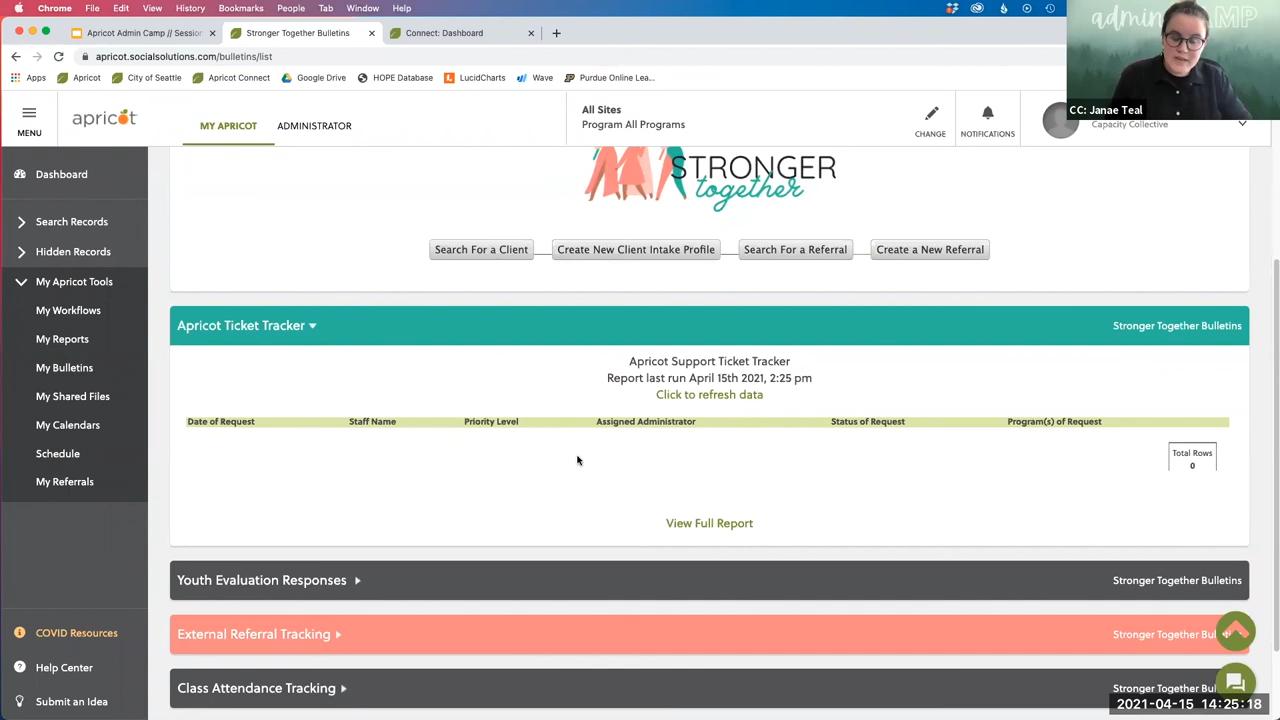 Chrome File Edit View History Bookmarks People Tab Window Help
Apricot Admin Camp // Session
Stronger Together Bulletins
Connect: Dashboard
apricot.socialsolutions.com/bulletins/list
Apps Apricot City of Seattle Apricot Connect Google Drive HOPE Database LucidCharts Wave Purdue Online Lea...
adminCAMP
CC: Janae Teal
Capacity Collective
MENU
apricot
MY APRICOT
ADMINISTRATOR
All Sites
Program All Programs
CHANGE
NOTIFICATIONS
Dashboard
Search Records
Hidden Records
My Apricot Tools
My Workflows
My Reports
My Bulletins
My Shared Files
My Calendars
Schedule
My Referrals
COVID Resources
Help Center
Submit an Idea
STRONGER
together
Search For a Client
Create New Client Intake Profile
Search For a Referral
Create a New Referral
Apricot Ticket Tracker
Stronger Together Bulletins
Apricot Support Ticket Tracker
Report last run April 15th 2021, 2:25 pm
Click to refresh data
Date of Request Staff Name Priority Level Assigned Administrator Status of Request Program(s) of Request
Total Rows
0
View Full Report
Youth Evaluation Responses
Stronger Together Bulletins
External Referral Tracking
Stronger Together
Class Attendance Tracking
Stronger
2021-04-15 14:25:18